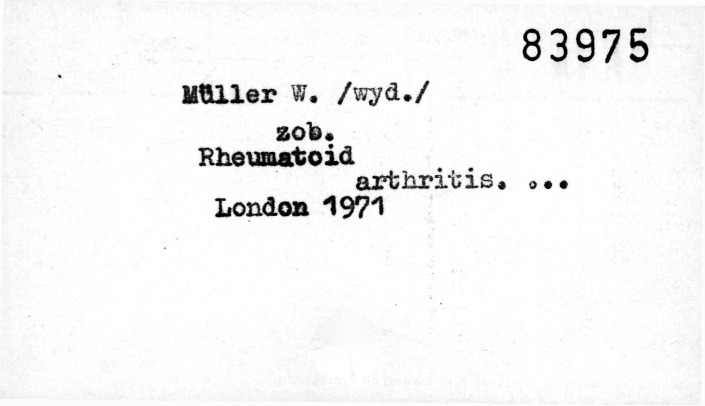 83975
Müller W. /wyd./
zob.
Rheumatoid
arthritis. ...
London 1971